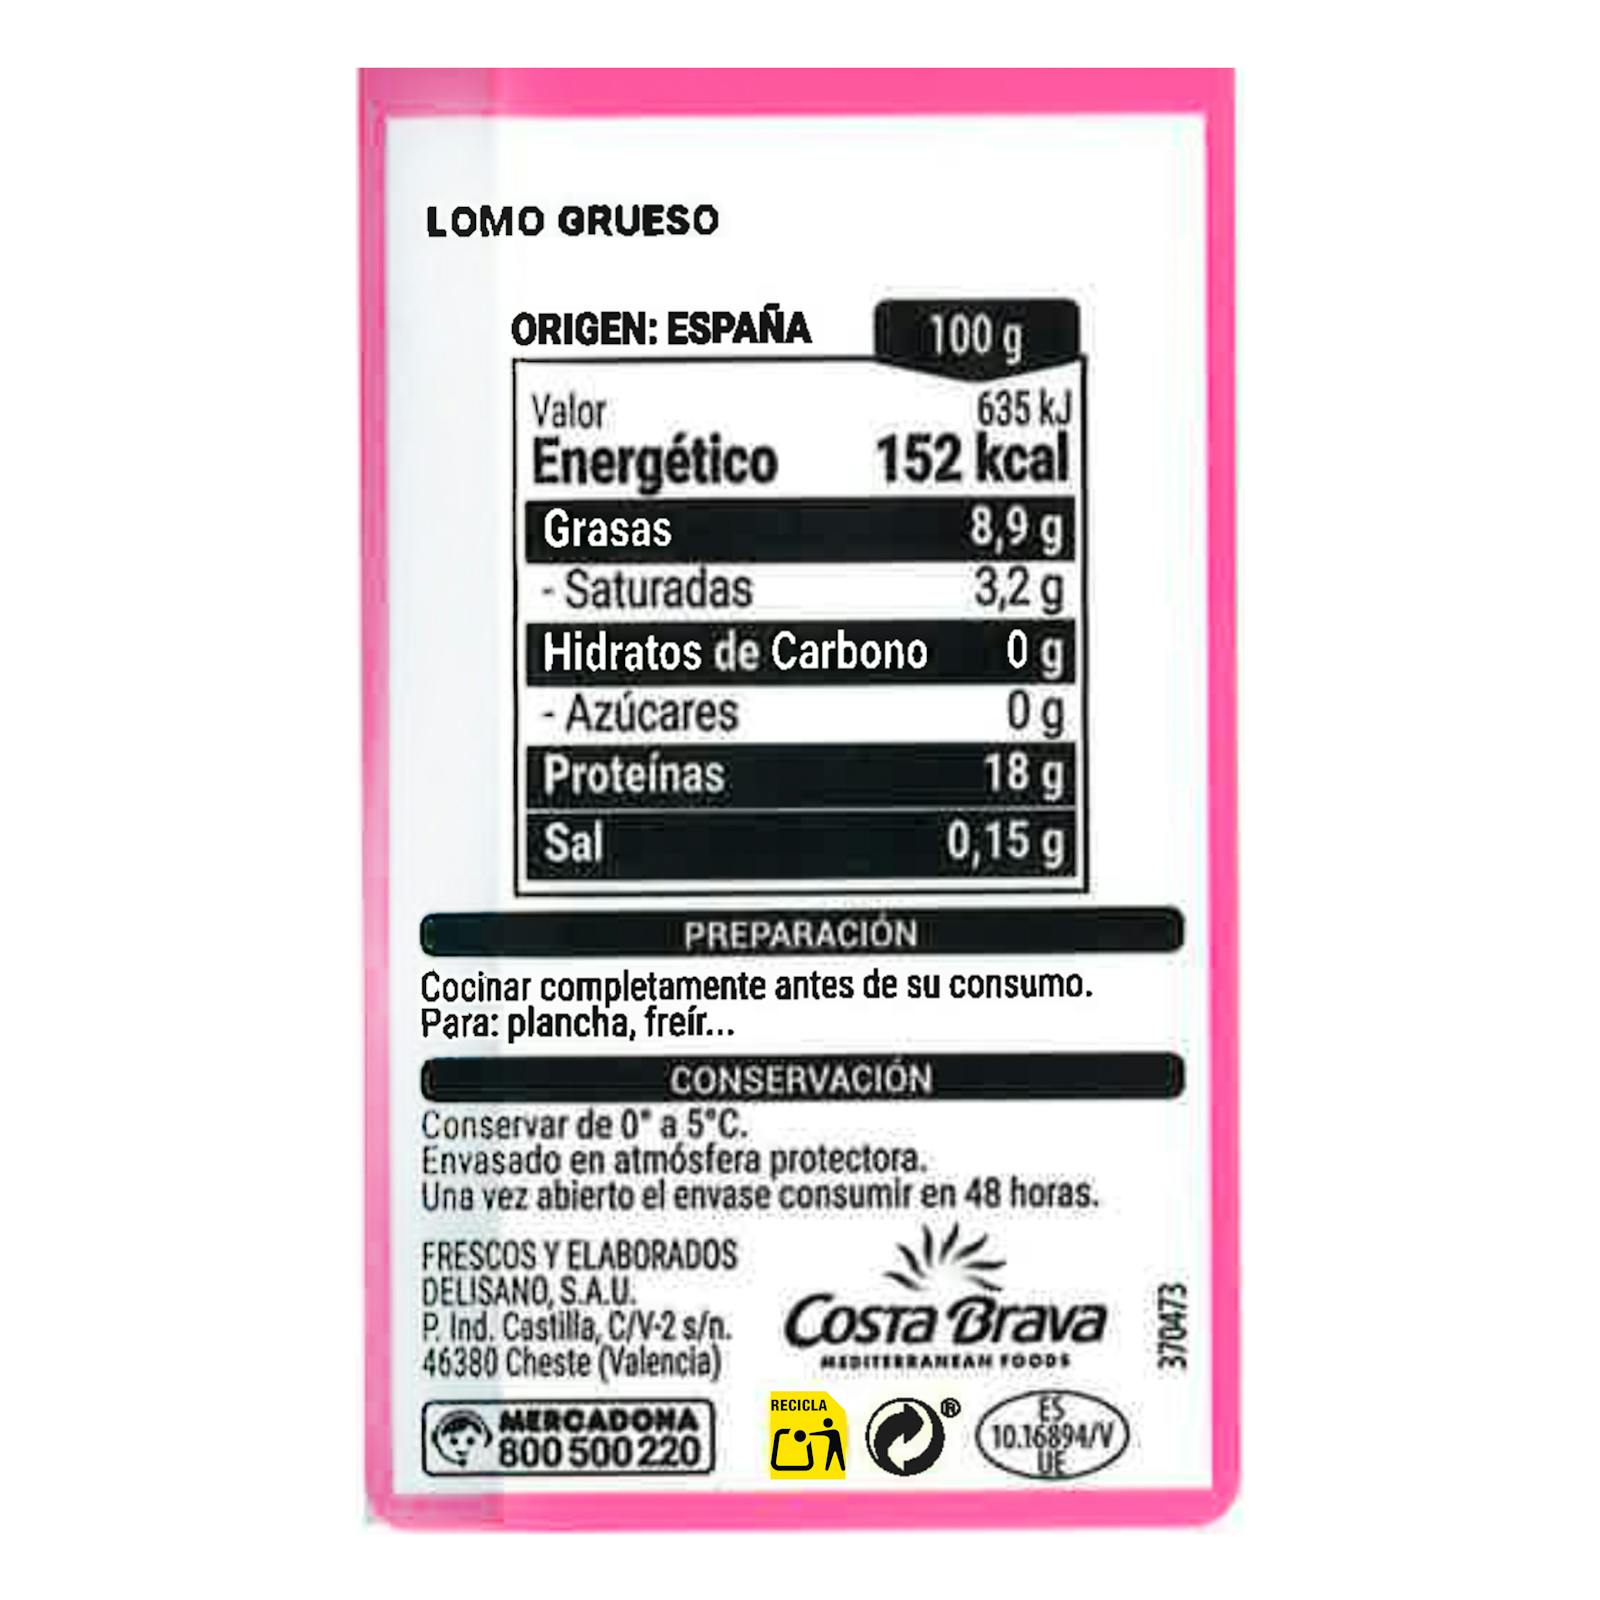 LOMO GRUESO
ORIGEN: ESPAÑA
100 g
Valor 635 kJ
Energético 152 kcal
Grasas 8,9 g
- Saturadas 3,2 g
Hidratos de Carbono 0 g
- Azúcares 0 g
Proteínas 18 g
Sal 0,15 g
PREPARACIÓN
Cocinar completamente antes de su consumo.
Para: plancha, freír...
CONSERVACIÓN
Conservar de 0° a 5°C.
Envasado en atmósfera protectora.
Una vez abierto el envase consumir en 48 horas.
FRESCOS Y ELABORADOS
DELISANO, S.A.U.
P. Ind. Castilla, C/V-2 s/n.
46380 Cheste (Valencia)
Costa Brava
MEDITERRANEAN FOODS
370473
MERCADONA
800 500 220
RECICLA
®
ES
10.16894/V
UE